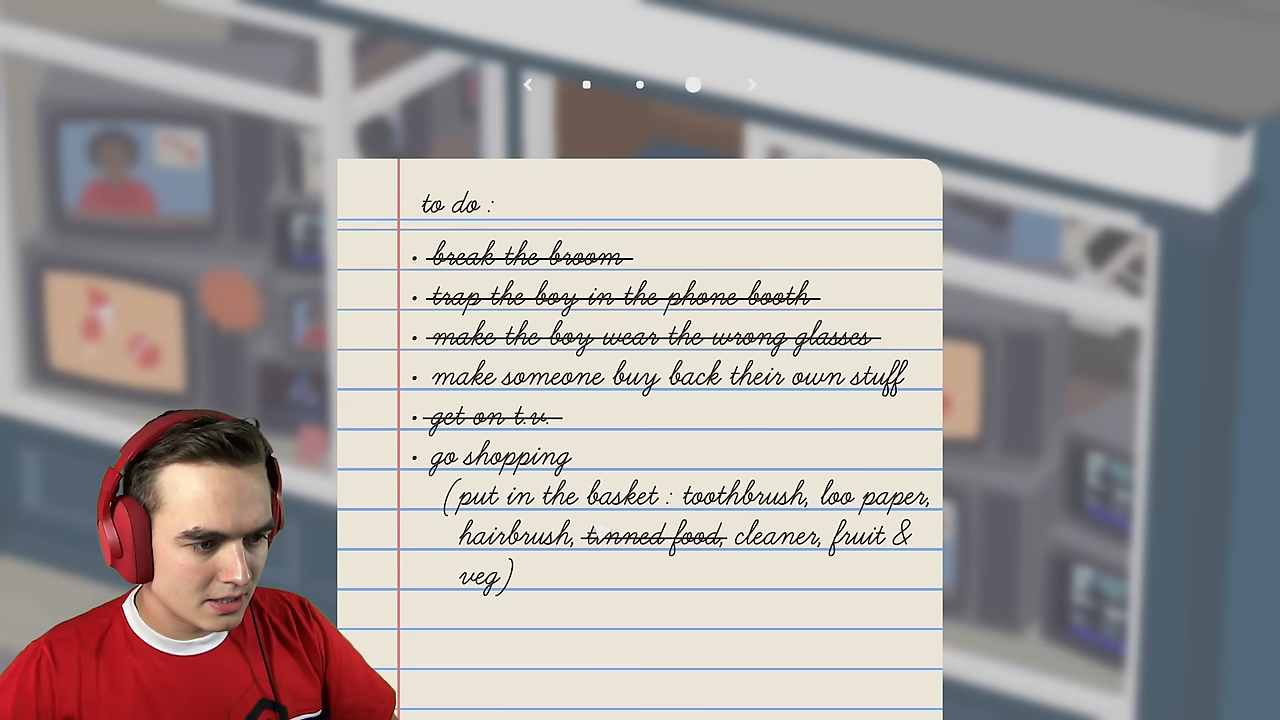 to do :
• break the broom
• trap the boy in the phone booth
• make the boy wear the wrong glasses
• make someone buy back their own stuff
• get on t.v.
• go shopping
(put in the basket : toothbrush, loo paper,
hairbrush, tinned food, cleaner, fruit &
veg)